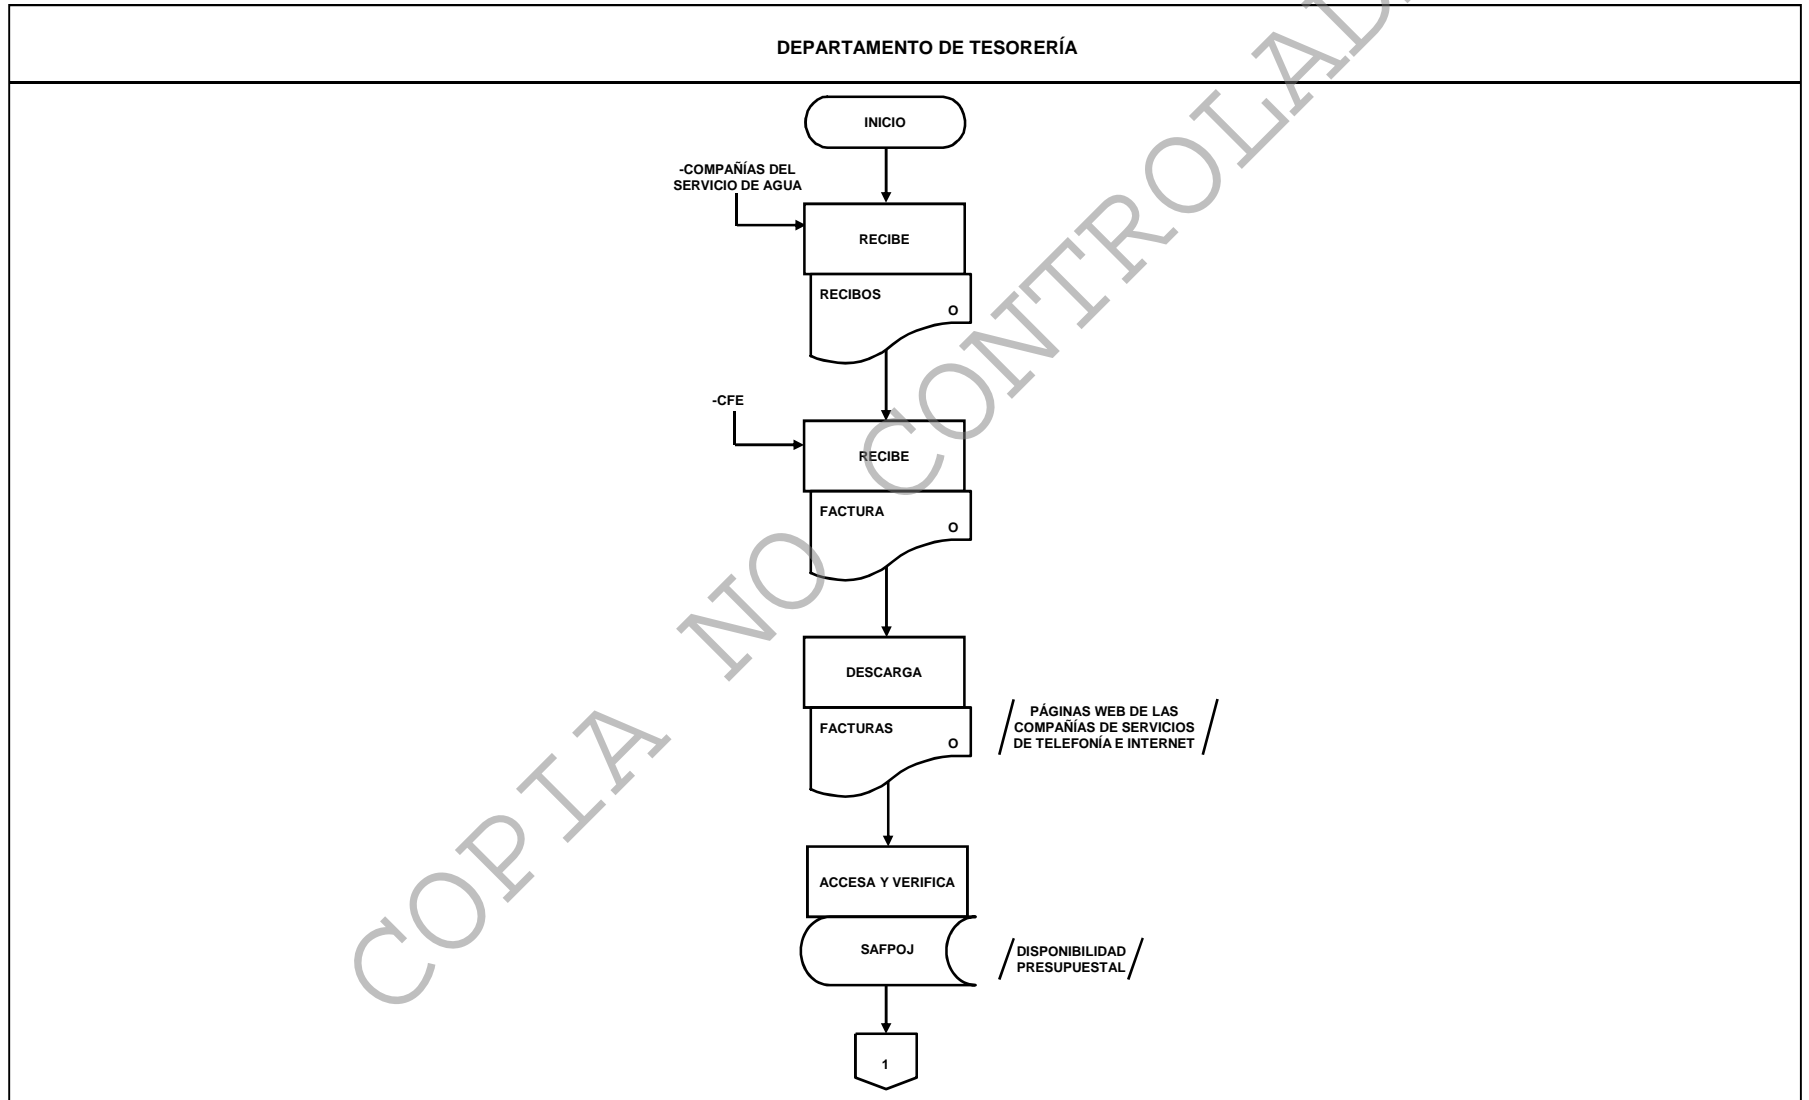 DEPARTAMENTO DE TESORERÍA
INICIO
-COMPAÑÍAS DEL
SERVICIO DE AGUA
RECIBE
RECIBOS
O
-CFE
RECIBE
FACTURA
O
DESCARGA
FACTURAS
O
PÁGINAS WEB DE LAS
COMPAÑÍAS DE SERVICIOS
DE TELEFONÍA E INTERNET
ACCESA Y VERIFICA
SAFPOJ
DISPONIBILIDAD
PRESUPUESTAL
1
COPIA NO CONTROLAD